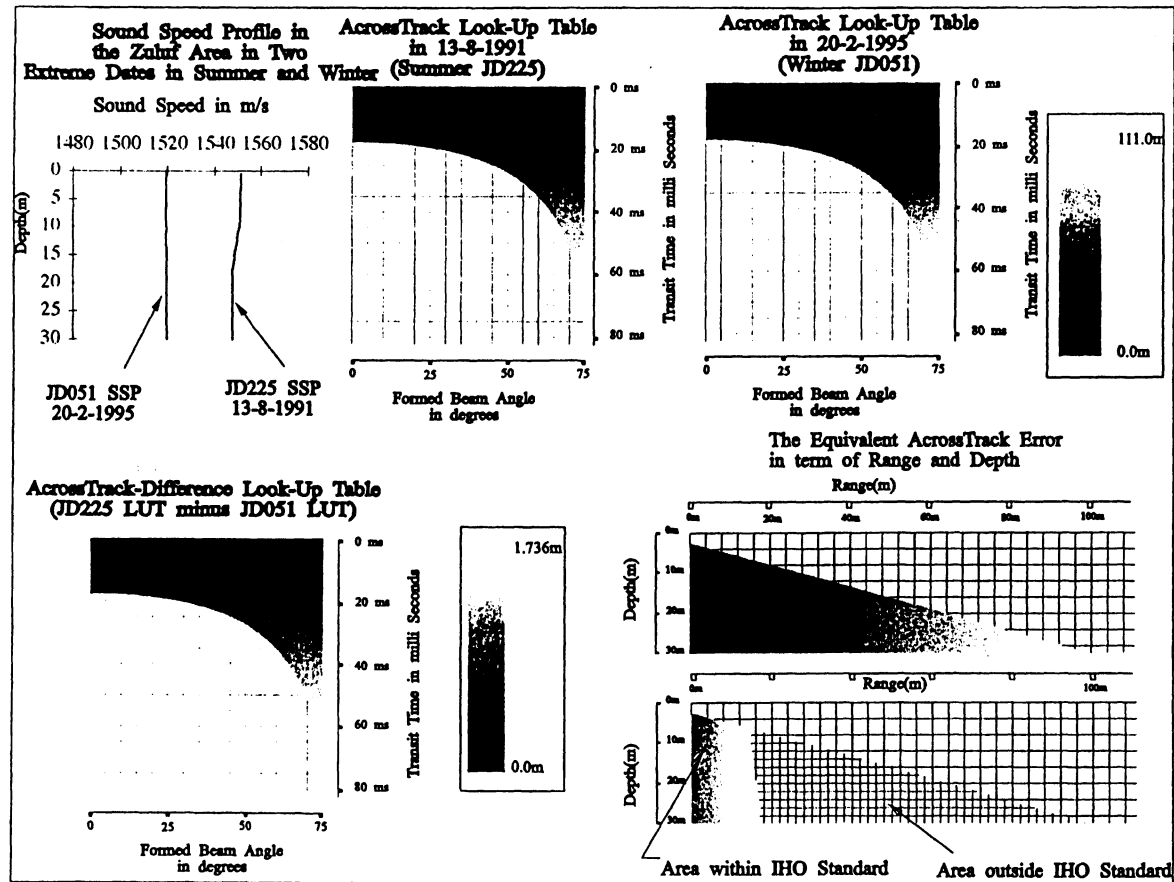 Sound Speed Profile in
the Zuluf Area in Two
Extreme Dates in Summer and Winter
Sound Speed in m/s
1480 1500 1520 1540 1560 1580
Depth(m)
0
5
10
15
20
25
30
JD051 SSP
20-2-1995
JD225 SSP
13-8-1991
AcrossTrack Look-Up Table
in 13-8-1991
(Summer JD225)
0 ms
20 ms
40 ms
60 ms
80 ms
Transit Time in milli Seconds
0 25 50 75
Formed Beam Angle
in degrees
AcrossTrack Look-Up Table
in 20-2-1995
(Winter JD051)
0 ms
20 ms
40 ms
60 ms
80 ms
Transit Time in milli Seconds
0 25 50 75
Formed Beam Angle
in degrees
111.0m
0.0m
AcrossTrack-Difference Look-Up Table
(JD225 LUT minus JD051 LUT)
0 ms
20 ms
40 ms
60 ms
80 ms
Transit Time in milli Seconds
0 25 50 75
Formed Beam Angle
in degrees
1.736m
0.0m
The Equivalent AcrossTrack Error
in term of Range and Depth
Range(m)
0m 20m 40m 60m 80m 100m
Depth(m)
0m
10m
20m
30m
0m Range(m) 100m
Depth(m)
0m
10m
20m
30m
Area within IHO Standard
Area outside IHO Standard